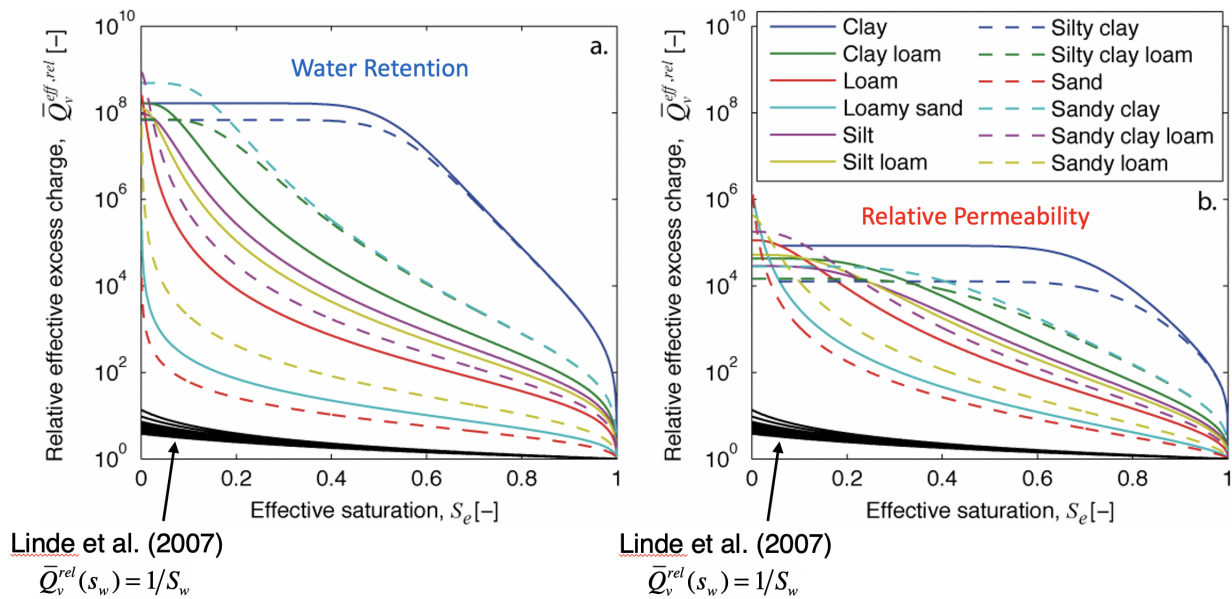 10^10
10^8
10^6
10^4
10^2
10^0
Relative effective excess charge, Q̅_v^{eff,rel} [–]
a.
Water Retention
0 0.2 0.4 0.6 0.8 1
Effective saturation, S_e [–]
Linde et al. (2007)
Q̅_v^{rel}(s_w) = 1/S_w
10^10
10^8
10^6
10^4
10^2
10^0
Relative effective excess charge, Q̅_v^{eff,rel} [–]
Clay
Clay loam
Loam
Loamy sand
Silt
Silt loam
Silty clay
Silty clay loam
Sand
Sandy clay
Sandy clay loam
Sandy loam
b.
Relative Permeability
0 0.2 0.4 0.6 0.8 1
Effective saturation, S_e [–]
Linde et al. (2007)
Q̅_v^{rel}(s_w) = 1/S_w